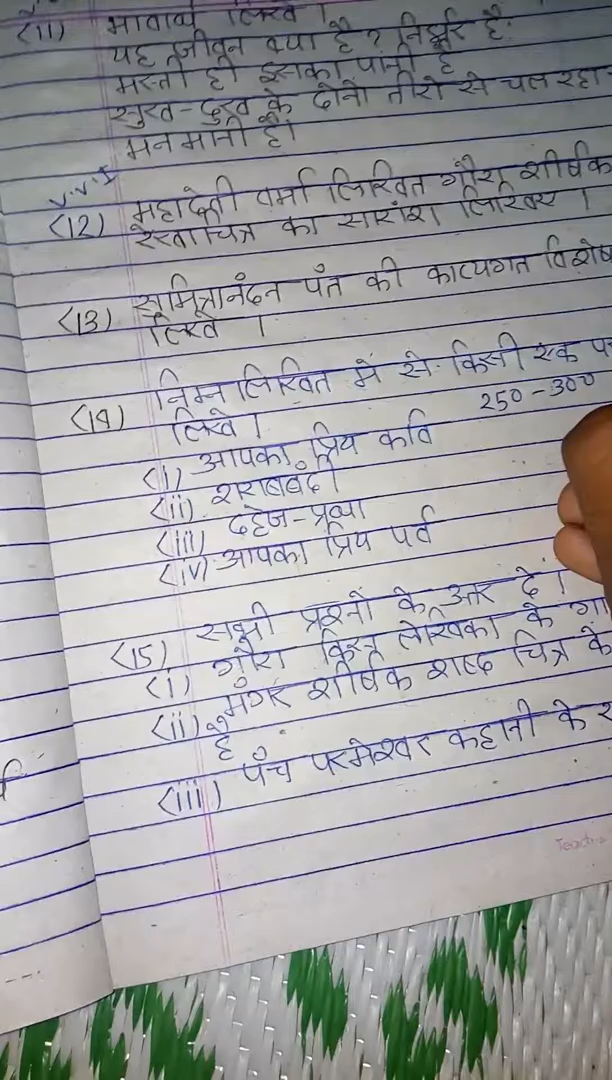 (11) भावार्थ लिखे ।
यह जीवन क्या है ? निर्झर है
मस्ती ही इसका पानी है
सुख-दुख के दोनों तीरो से चल रहा
मनमानी है।
V.V.I
(12) महादेवी वर्मा लिखित गौरा शीर्षक
रेखाचित्र का सारांश लिखिए ।
(13) सुमित्रानंदन पंत की काव्यगत विशेष
लिखे ।
(14) निम्नलिखित में से किसी एक प
लिखे । 250-300
(i) आपका प्रिय कवि
(ii) शराबबंदी
(iii) दहेज-प्रथा
(iv) आपका प्रिय पर्व
(15) सभी प्रश्नों के उत्तर दें ।
(i) गौरा किस लेखिका के गा
(ii) मंगर शीर्षक शब्द चित्र के
है
(iii) पँच परमेश्वर कहानी के